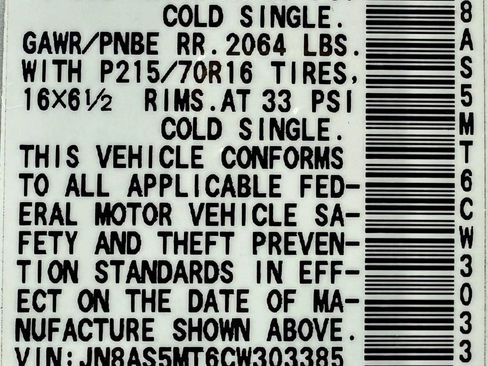 COLD SINGLE.
GAWR/PNBE RR. 2064 LBS.
WITH P215/70R16 TIRES,
16X6½ RIMS. AT 33 PSI
COLD SINGLE.
THIS VEHICLE CONFORMS
TO ALL APPLICABLE FED-
ERAL MOTOR VEHICLE SA-
FETY AND THEFT PREVEN-
TION STANDARDS IN EFF-
ECT ON THE DATE OF MA-
NUFACTURE SHOWN ABOVE.
VIN:JN8AS5MT6CW303385
8AS5MT6CW3033